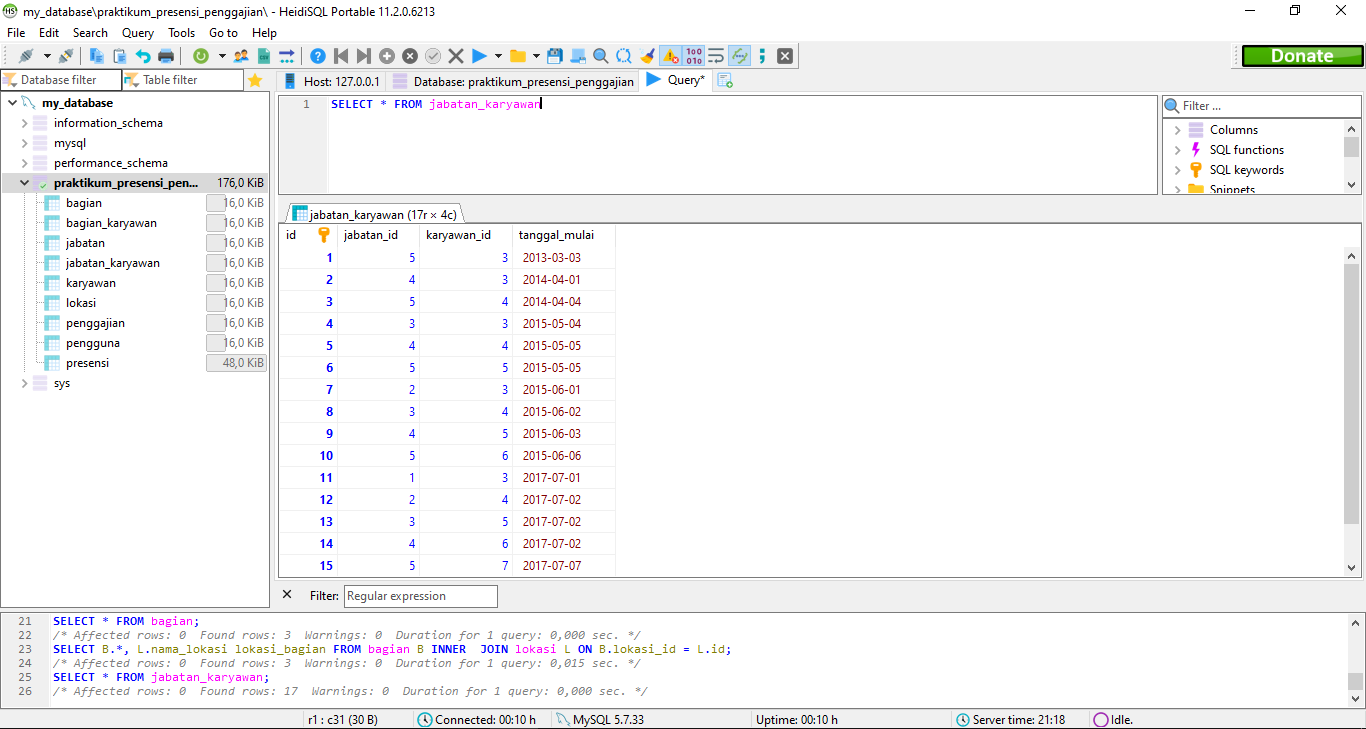 my_database\praktikum_presensi_penggajian\ - HeidiSQL Portable 11.2.0.6213
File Edit Search Query Tools Go to Help
Donate
Database filter Table filter Host: 127.0.0.1 Database: praktikum_presensi_penggajian Query*
my_database
information_schema
mysql
performance_schema
praktikum_presensi_pen... 176,0 KiB
bagian 16,0 KiB
bagian_karyawan 16,0 KiB
jabatan 16,0 KiB
jabatan_karyawan 16,0 KiB
karyawan 16,0 KiB
lokasi 16,0 KiB
penggajian 16,0 KiB
pengguna 16,0 KiB
presensi 48,0 KiB
sys
1 SELECT * FROM jabatan_karyawan
Filter ...
Columns
SQL functions
SQL keywords
Snippets
jabatan_karyawan (17r × 4c)
id jabatan_id karyawan_id tanggal_mulai
1 5 3 2013-03-03
2 4 3 2014-04-01
3 5 4 2014-04-04
4 3 3 2015-05-04
5 4 4 2015-05-05
6 5 5 2015-05-05
7 2 3 2015-06-01
8 3 4 2015-06-02
9 4 5 2015-06-03
10 5 6 2015-06-06
11 1 3 2017-07-01
12 2 4 2017-07-02
13 3 5 2017-07-02
14 4 6 2017-07-02
15 5 7 2017-07-07
Filter: Regular expression
21 SELECT * FROM bagian;
22 /* Affected rows: 0 Found rows: 3 Warnings: 0 Duration for 1 query: 0,000 sec. */
23 SELECT B.*, L.nama_lokasi lokasi_bagian FROM bagian B INNER JOIN lokasi L ON B.lokasi_id = L.id;
24 /* Affected rows: 0 Found rows: 3 Warnings: 0 Duration for 1 query: 0,015 sec. */
25 SELECT * FROM jabatan_karyawan;
26 /* Affected rows: 0 Found rows: 17 Warnings: 0 Duration for 1 query: 0,000 sec. */
r1 : c31 (30 B) Connected: 00:10 h MySQL 5.7.33 Uptime: 00:10 h Server time: 21:18 Idle.